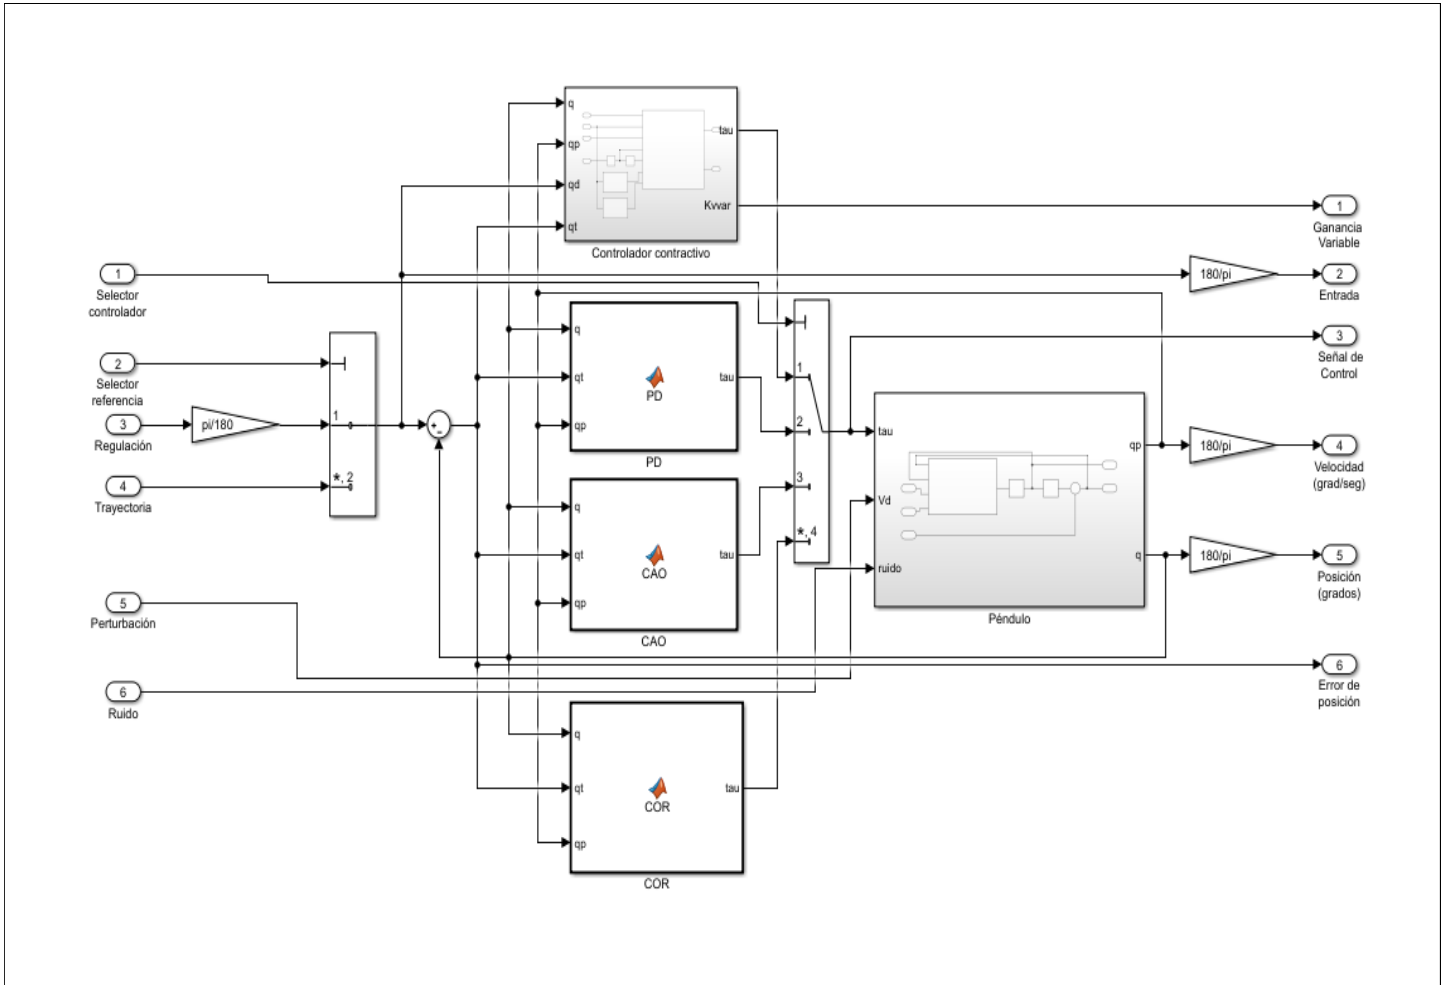 q
qp
qd
qt
tau
Kvvar
Controlador contractivo
1
Ganancia
Variable
1
Selector
controlador
180/pi
2
Entrada
2
Selector
referencia
3
Regulación
pi/180
4
Trayectoria
1
*, 2
+
-
q
qt
qp
tau
PD
PD
q
qt
qp
tau
CAO
CAO
1
2
3
*, 4
3
Señal de
Control
tau
Vd
ruido
qp
q
Péndulo
180/pi
4
Velocidad
(grad/seg)
180/pi
5
Posición
(grados)
5
Perturbación
6
Ruido
6
Error de
posición
q
qt
qp
tau
COR
COR